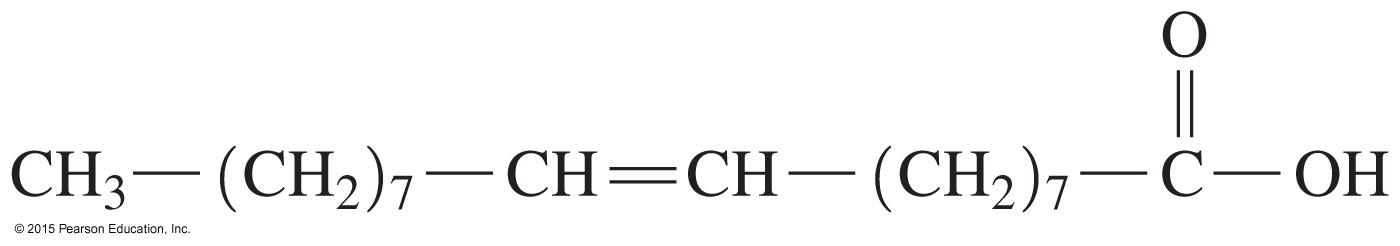 O
CH₃—(CH₂)₇—CH=CH—(CH₂)₇—C—OH
© 2015 Pearson Education, Inc.